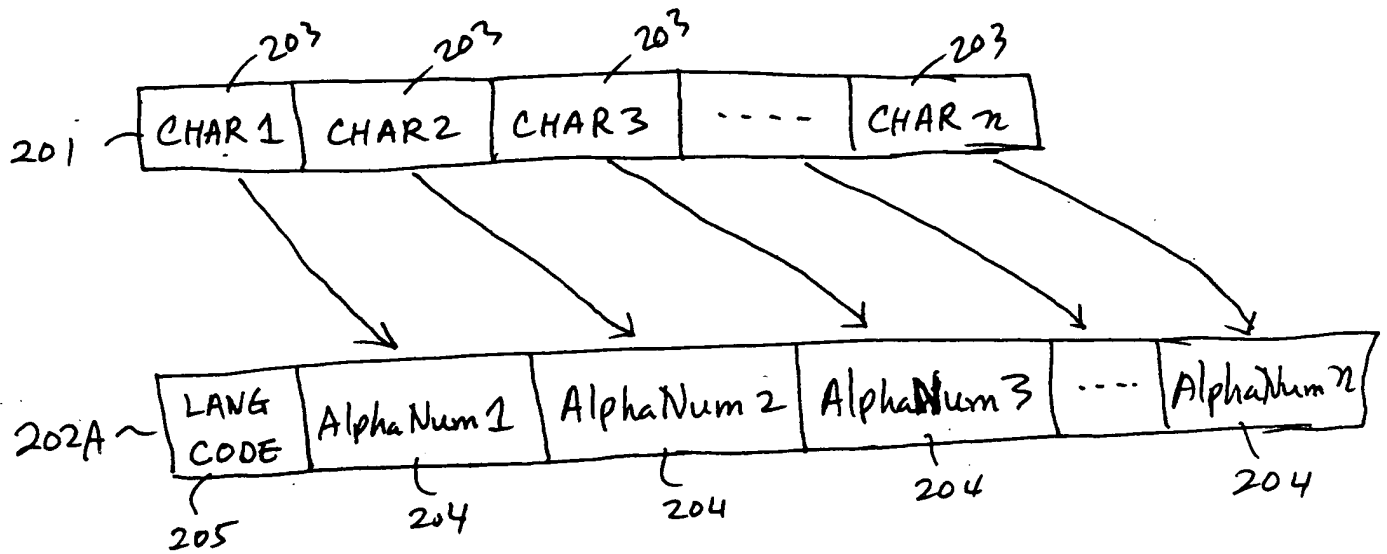 203 203 203 203
201 CHAR 1 CHAR 2 CHAR 3 ---- CHAR n
202A LANG CODE AlphaNum 1 AlphaNum 2 AlphaNum 3 ---- AlphaNum n
205 204 204 204 204